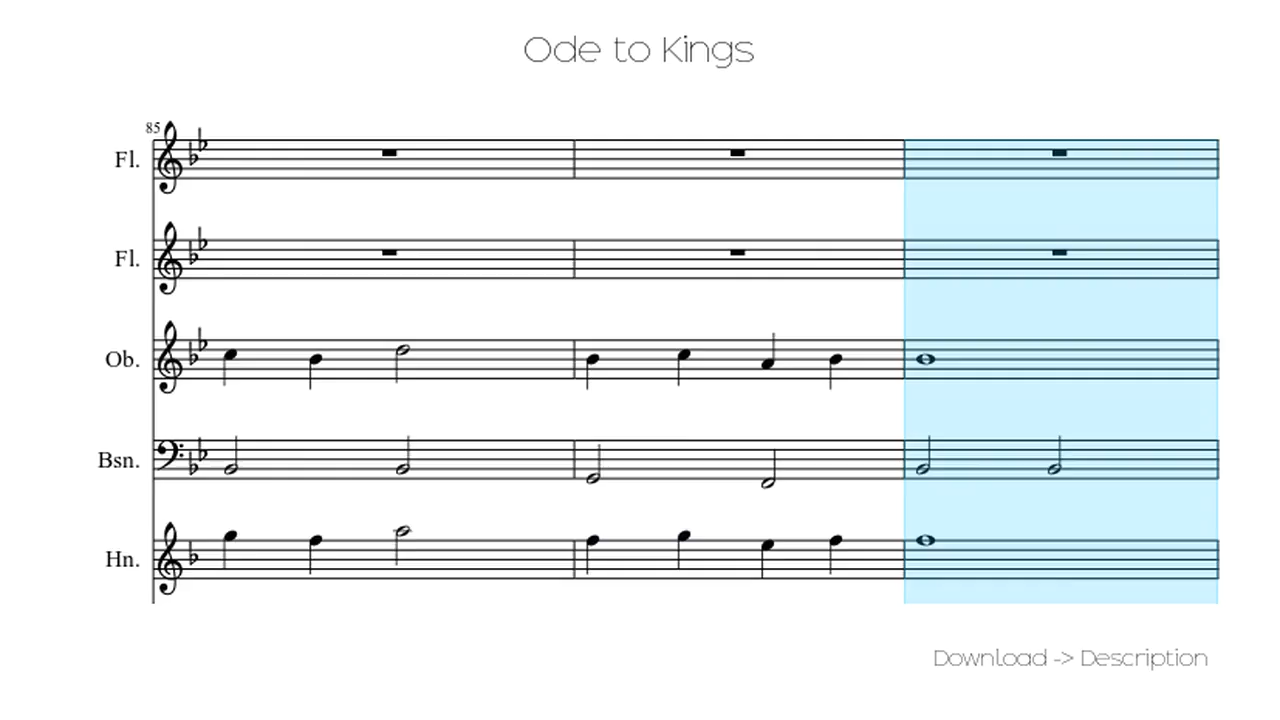 Ode to Kings
85
Fl.
Fl.
Ob.
Bsn.
Hn.
Download -> Description